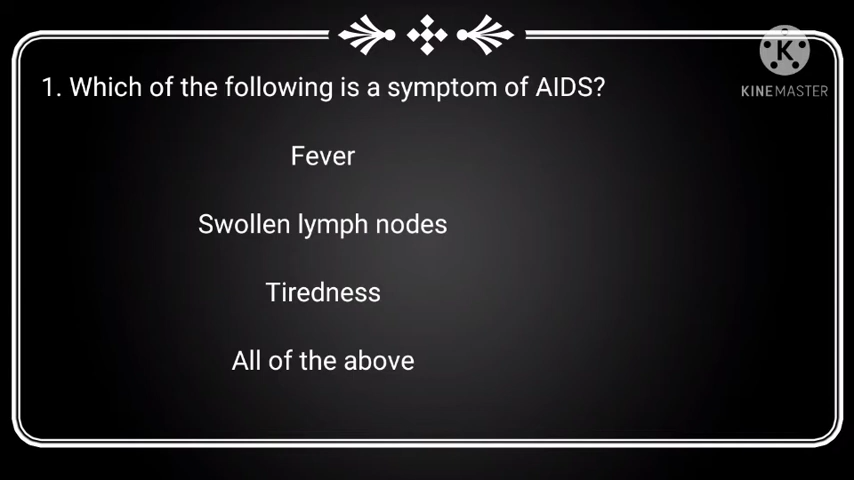 1. Which of the following is a symptom of AIDS?
K
KINEMASTER
Fever
Swollen lymph nodes
Tiredness
All of the above